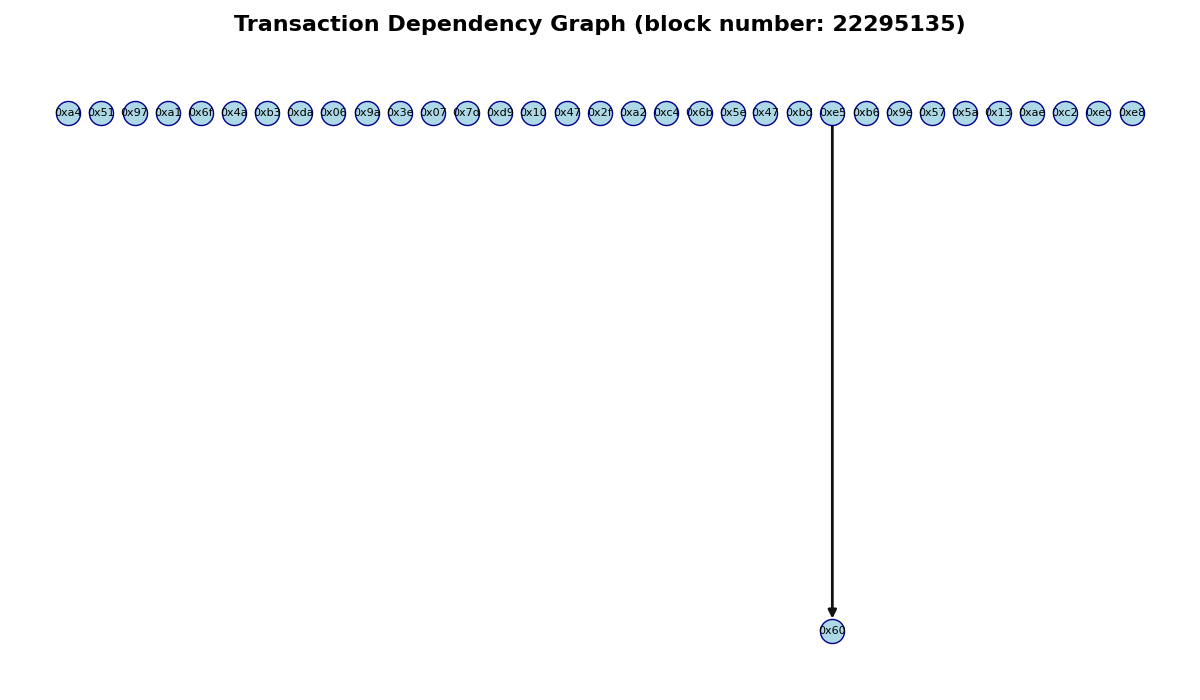 Transaction Dependency Graph (block number: 22295135)
0xa4 0x51 0x97 0xa1 0x6f 0x4a 0xb3 0xda 0x06 0x9a 0x3e 0x07 0x7d 0xd9 0x10 0x47 0x2f 0xa2 0xc4 0x6b 0x5e 0x47 0xbd 0xe5 0xb6 0x9e 0x57 0x5a 0x13 0xae 0xc2 0xec 0xe8
0x60